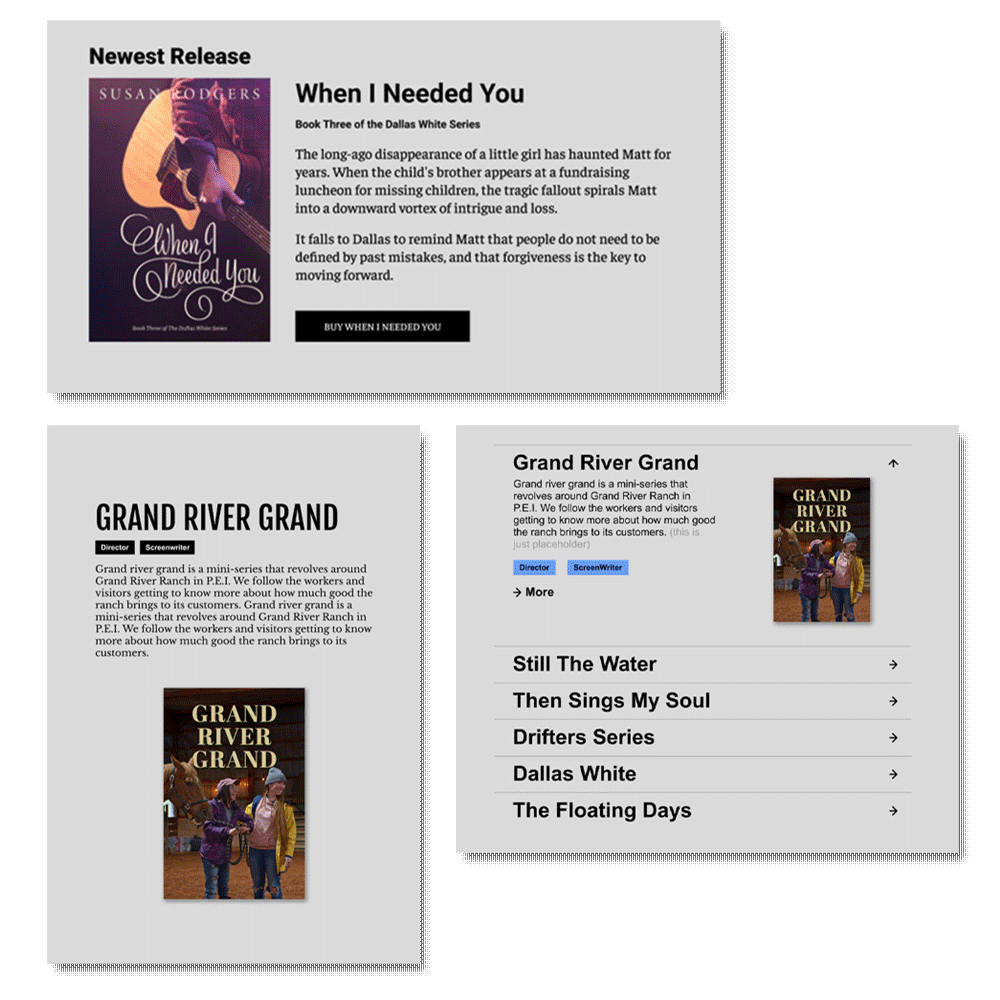 Newest Release
SUSAN RODGERS
When I
Needed You
Book Three of The Dallas White Series
When I Needed You
Book Three of the Dallas White Series
The long-ago disappearance of a little girl has haunted Matt for
years. When the child's brother appears at a fundraising
luncheon for missing children, the tragic fallout spirals Matt
into a downward vortex of intrigue and loss.
It falls to Dallas to remind Matt that people do not need to be
defined by past mistakes, and that forgiveness is the key to
moving forward.
BUY WHEN I NEEDED YOU
GRAND RIVER GRAND
Director
Screenwriter
Grand river grand is a mini-series that revolves around
Grand River Ranch in P.E.I. We follow the workers and
visitors getting to know more about how much good the
ranch brings to its customers. Grand river grand is a
mini-series that revolves around Grand River Ranch in
P.E.I. We follow the workers and visitors getting to know
more about how much good the ranch brings to its
customers.
GRAND
RIVER
GRAND
Grand River Grand
Grand river grand is a mini-series that
revolves around Grand River Ranch in
P.E.I. We follow the workers and visitors
getting to know more about how much good
the ranch brings to its customers. (this is
just placeholder)
Director
ScreenWriter
→ More
GRAND
RIVER
GRAND
Still The Water
Then Sings My Soul
Drifters Series
Dallas White
The Floating Days